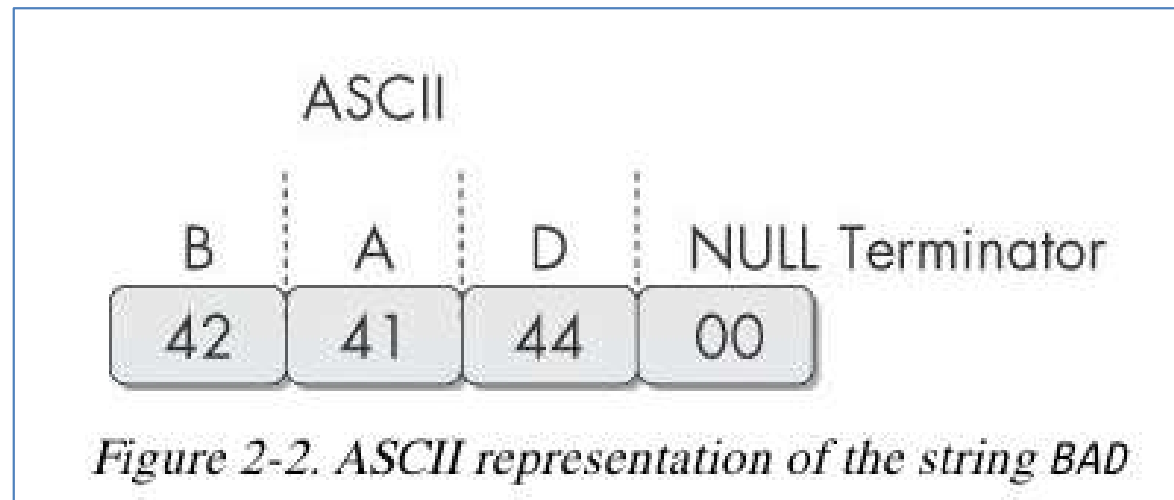 ASCII
B A D NULL Terminator
42 41 44 00
Figure 2-2. ASCII representation of the string BAD